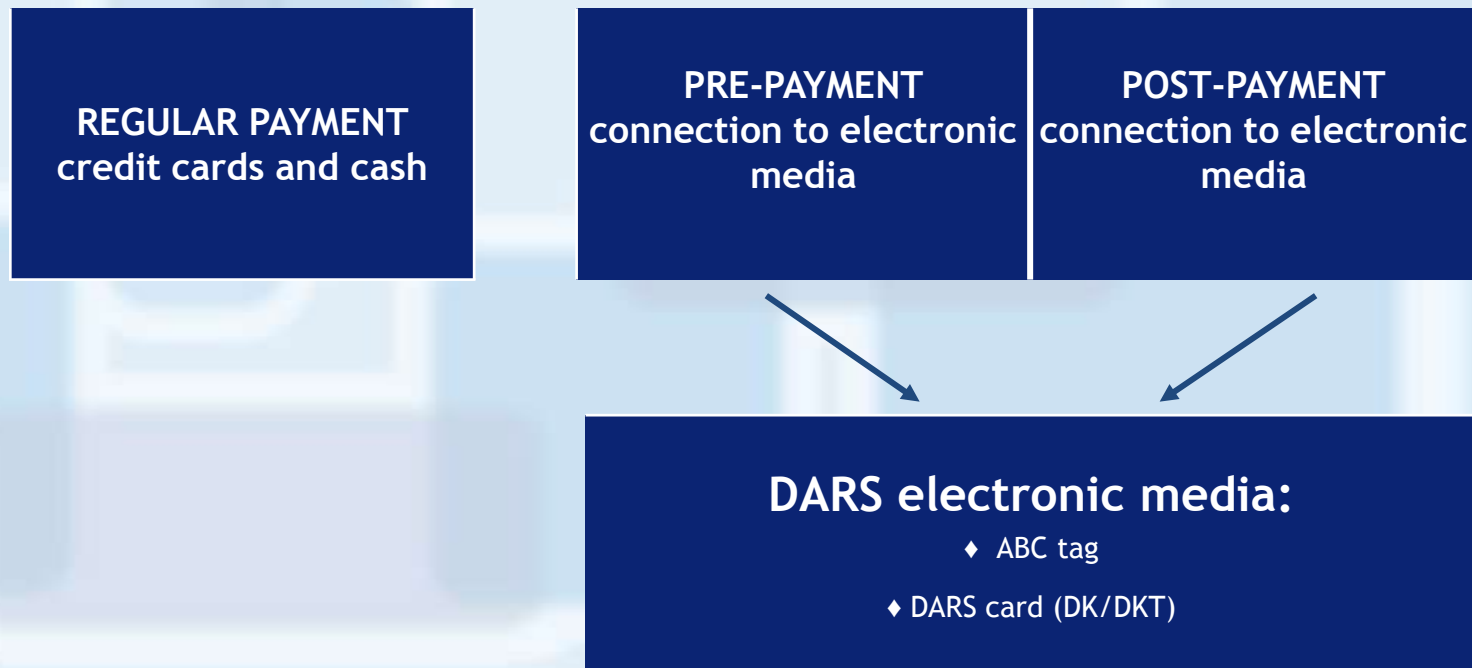 REGULAR PAYMENT
credit cards and cash
PRE-PAYMENT
connection to electronic
media
POST-PAYMENT
connection to electronic
media
DARS electronic media:
♦ ABC tag
♦ DARS card (DK/DKT)